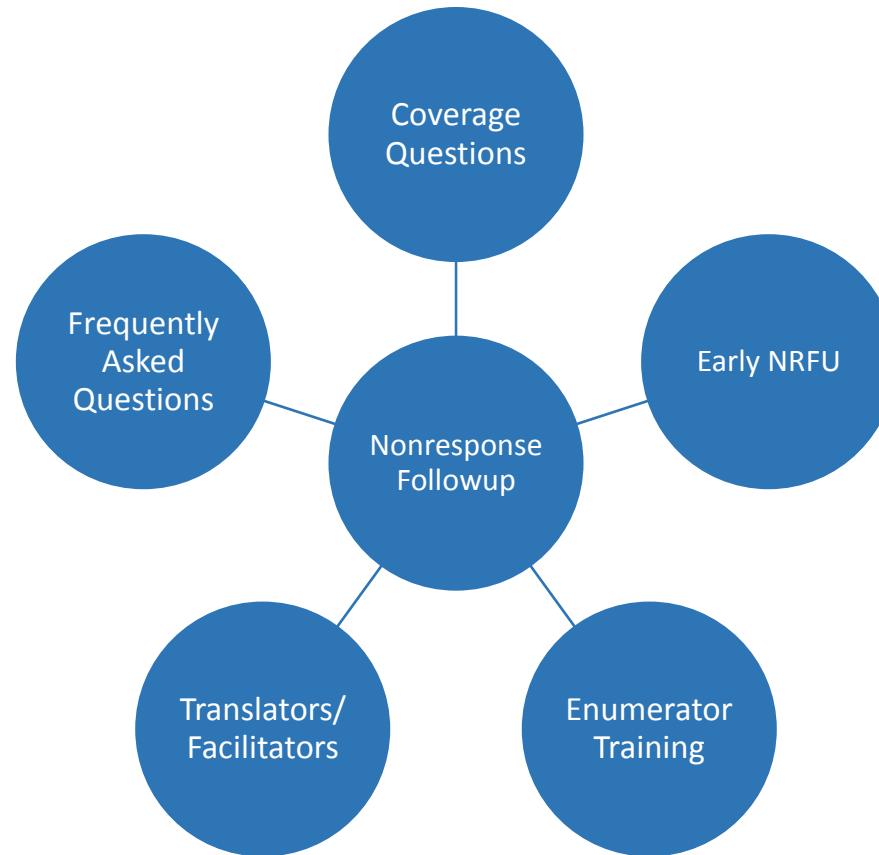 Coverage
Questions
Frequently
Asked
Questions
Early NRFU
Nonresponse
Followup
Translators/
Facilitators
Enumerator
Training